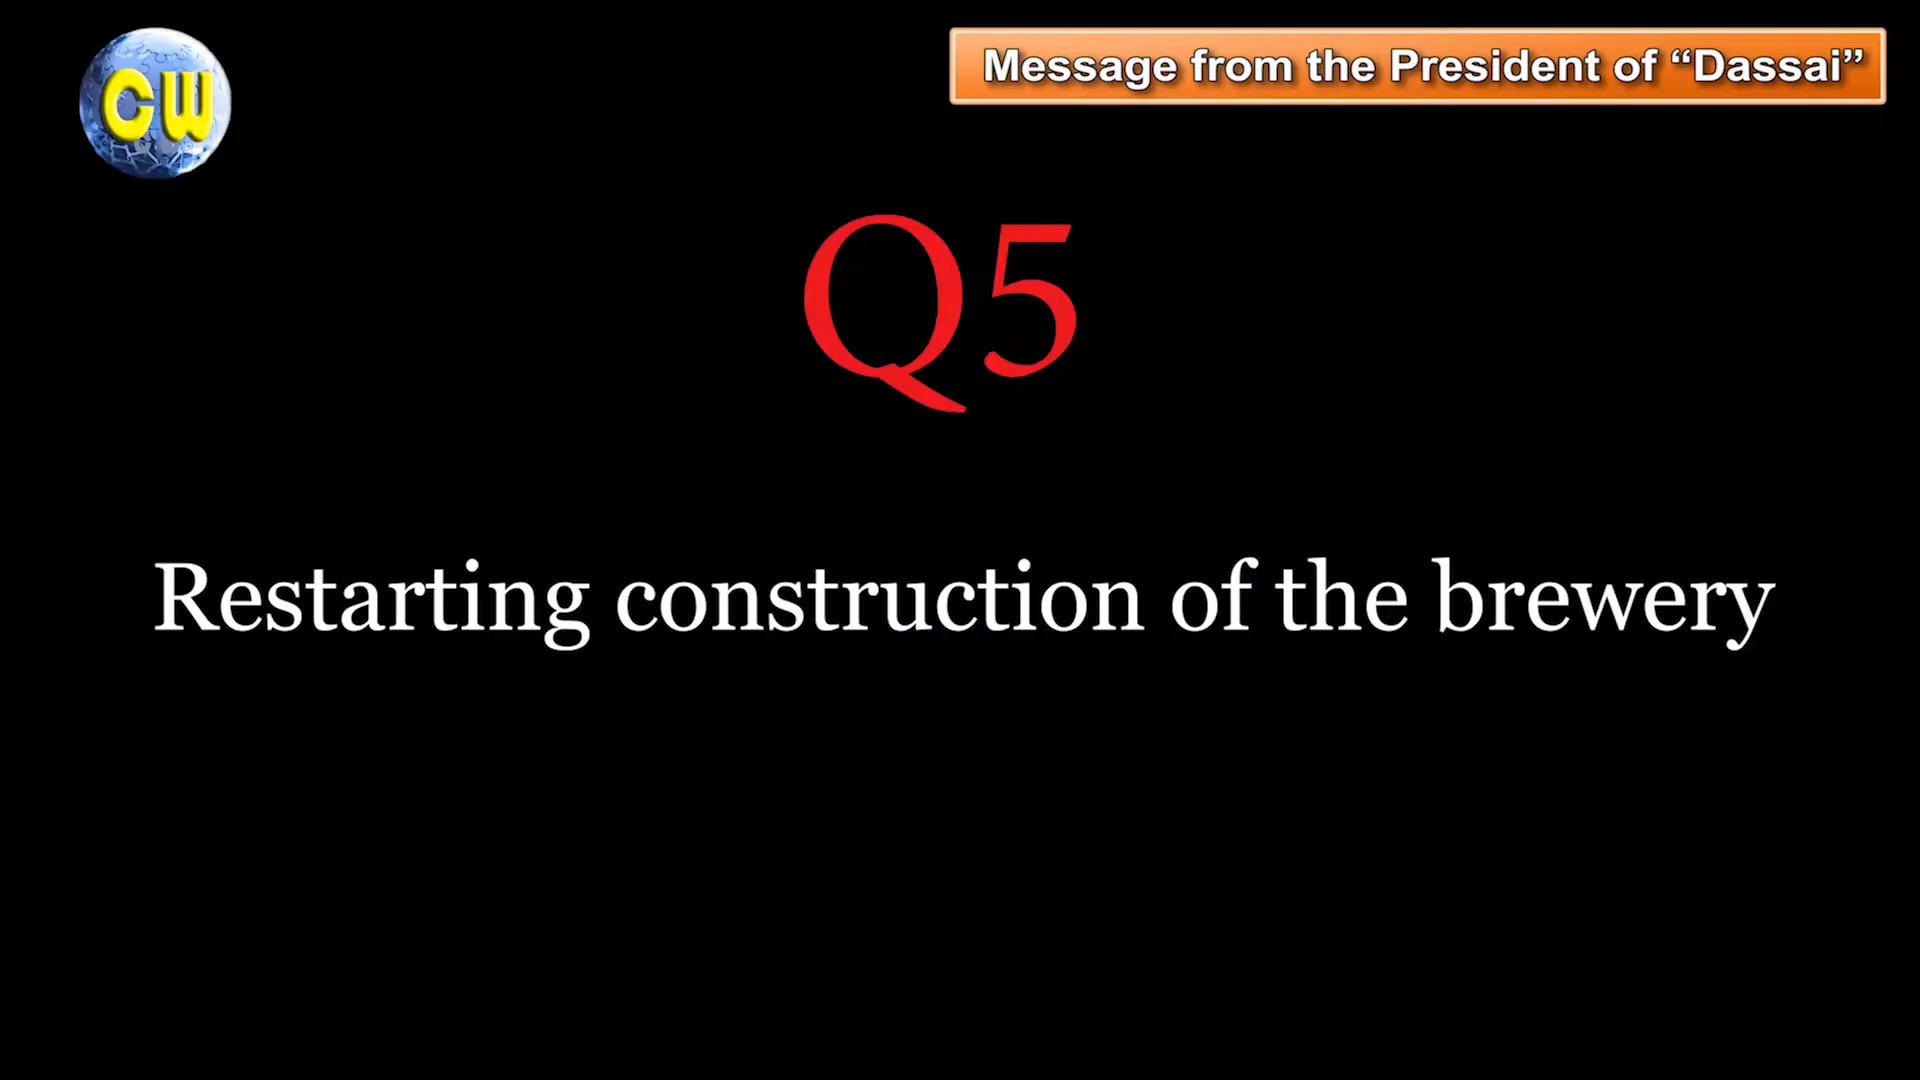 CW
Message from the President of “Dassai”
Q5
Restarting construction of the brewery